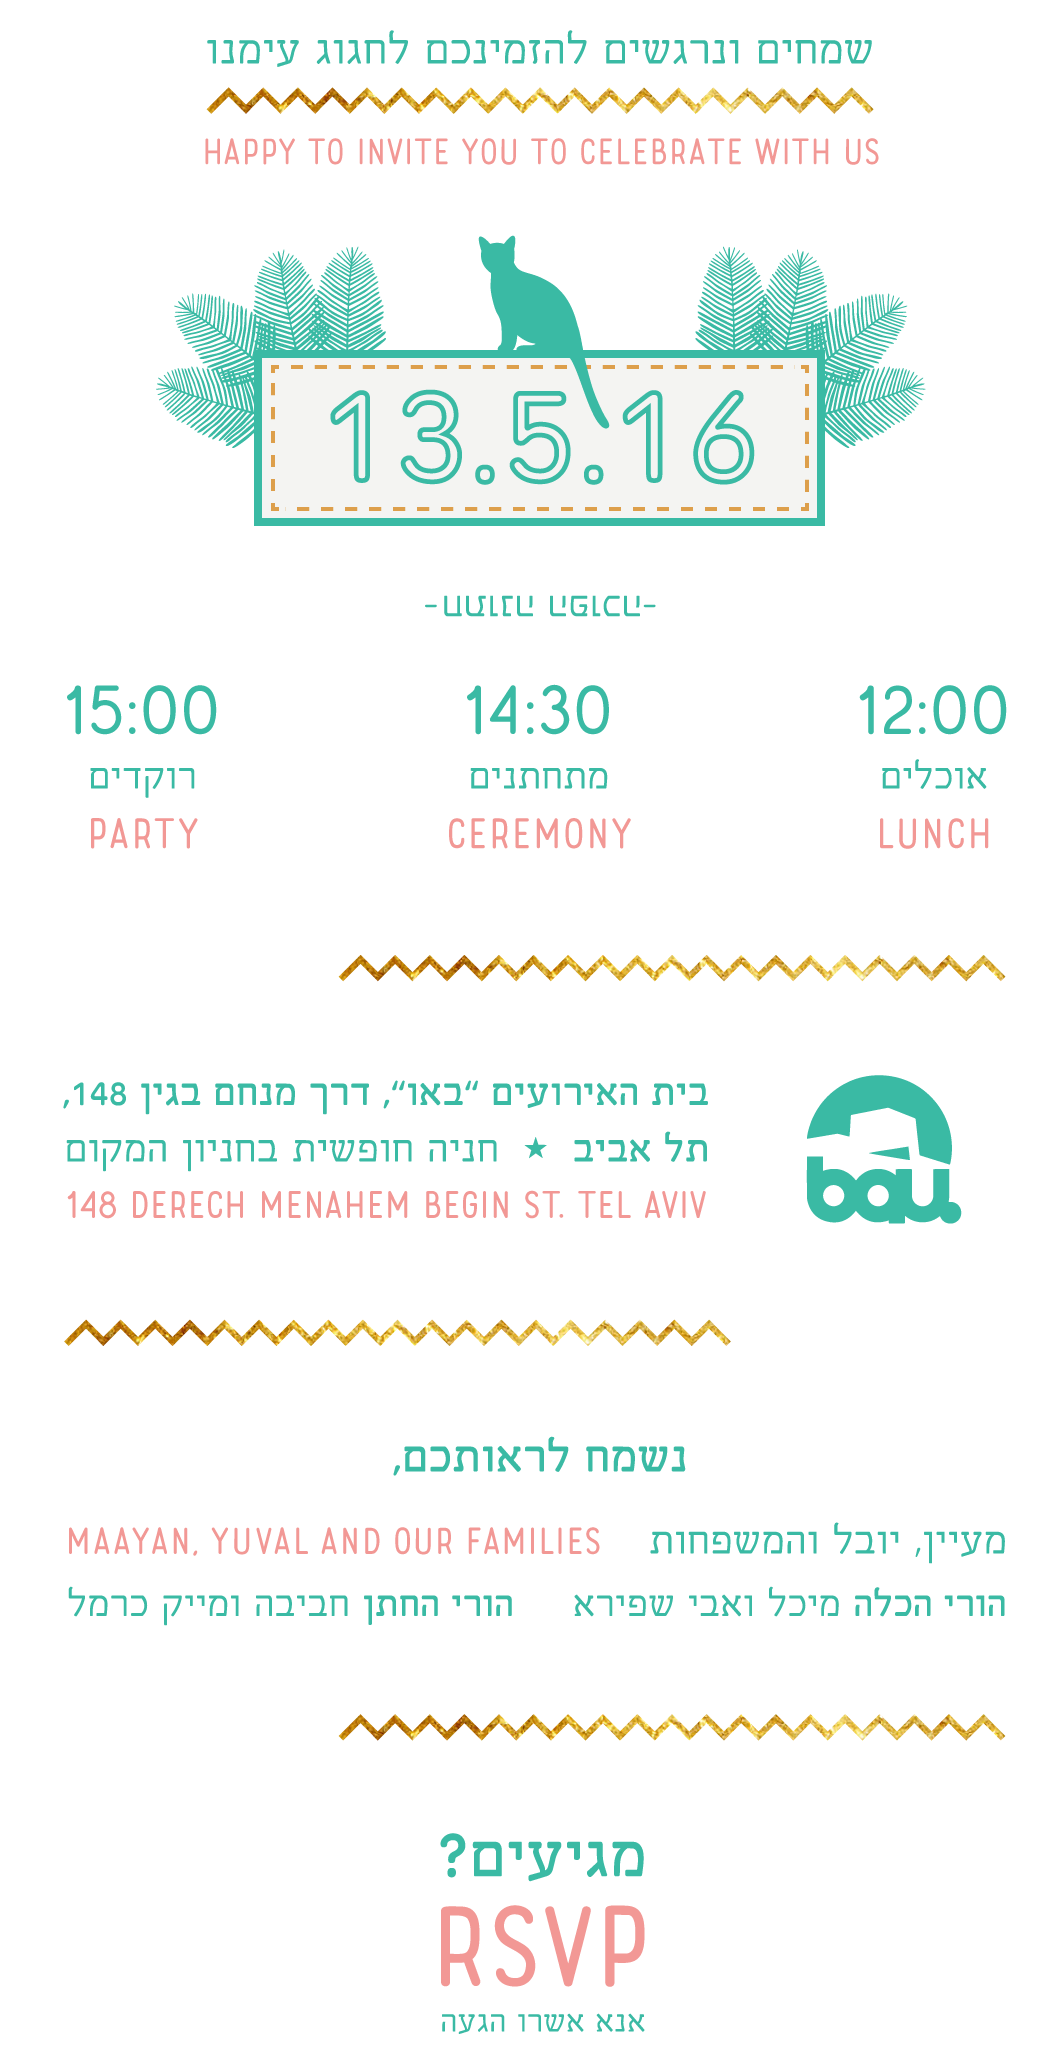 שמחים ונרגשים להזמינכם לחגוג עימנו
HAPPY TO INVITE YOU TO CELEBRATE WITH US
13.5.16
-חתונה הפוכה-
12:00 14:30 15:00
אוכלים מתחתנים רוקדים
LUNCH CEREMONY PARTY
בית האירועים “באו“, דרך מנחם בגין 148,
תל אביב ★ חניה חופשית בחניון המקום
148 DERECH MENAHEM BEGIN ST. TEL AVIV
bau.
נשמח לראותכם,
מעיין, יובל והמשפחות
MAAYAN, YUVAL AND OUR FAMILIES
הורי הכלה מיכל ואבי שפירא הורי החתן חביבה ומייק כרמל
מגיעים?
RSVP
אנא אשרו הגעה